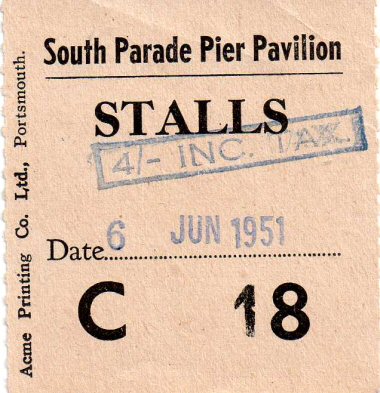 South Parade Pier Pavilion
STALLS
4/- INC. TAX.
Date 6 JUN 1951
C 18
Acme Printing Co. Ltd., Portsmouth.